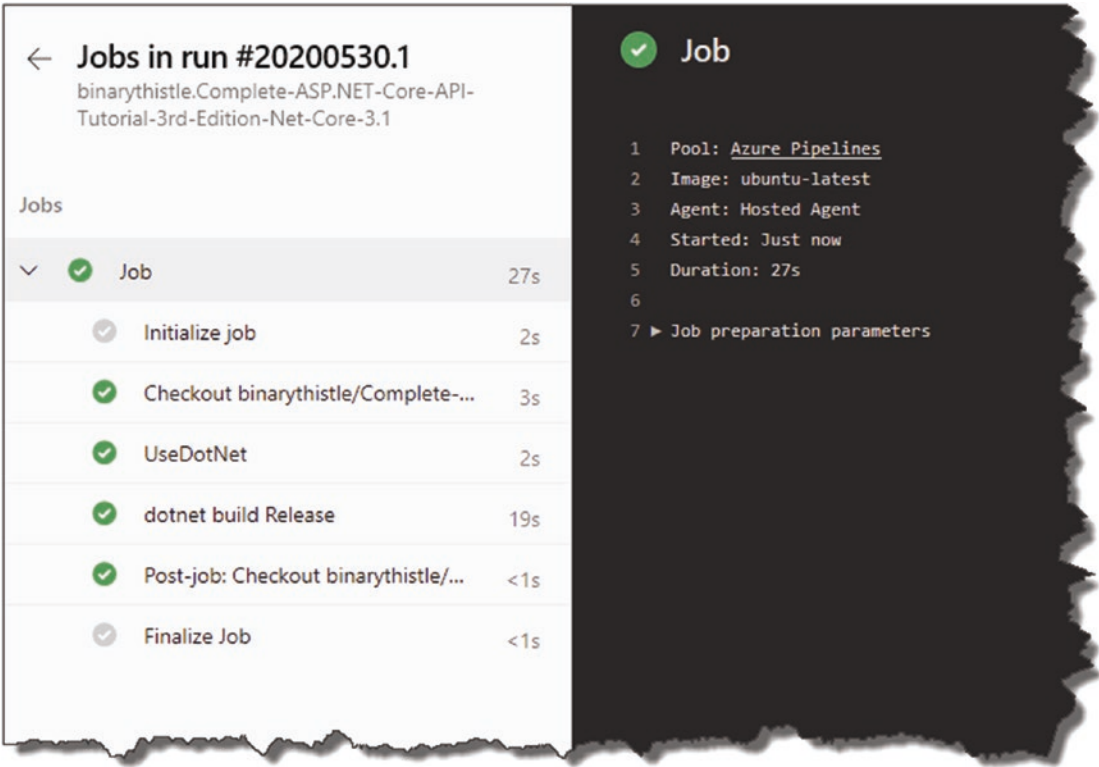 Jobs in run #20200530.1
binarythistle.Complete-ASP.NET-Core-API-
Tutorial-3rd-Edition-Net-Core-3.1
Jobs
Job 27s
Initialize job 2s
Checkout binarythistle/Complete-... 3s
UseDotNet 2s
dotnet build Release 19s
Post-job: Checkout binarythistle/... <1s
Finalize Job <1s
Job
1 Pool: Azure Pipelines
2 Image: ubuntu-latest
3 Agent: Hosted Agent
4 Started: Just now
5 Duration: 27s
6
7 Job preparation parameters